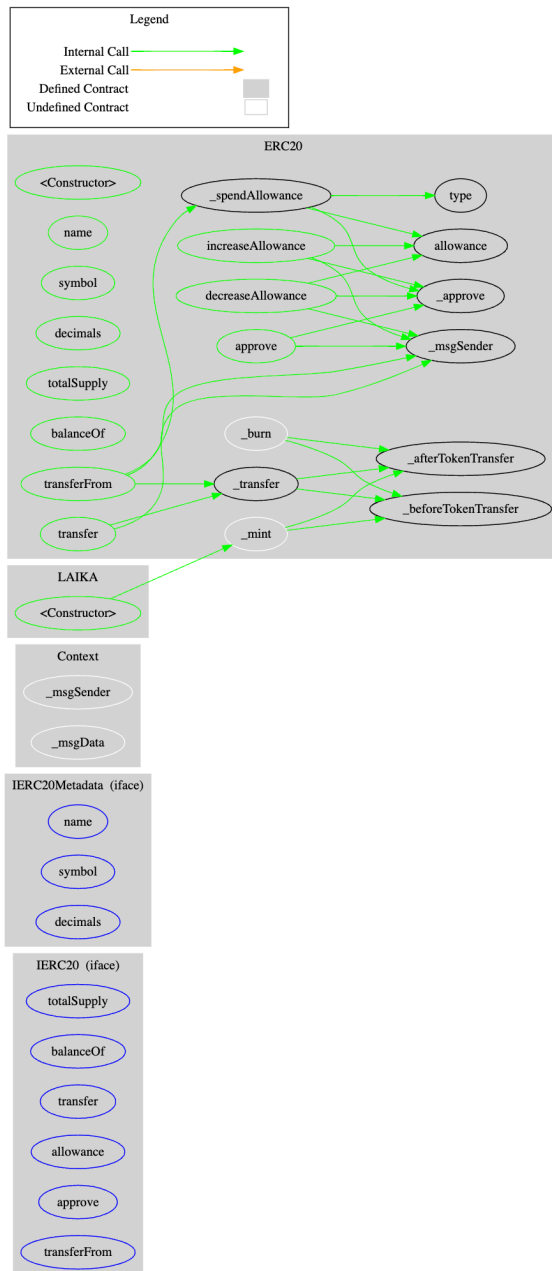 Legend
Internal Call
External Call
Defined Contract
Undefined Contract
ERC20
<Constructor>
name
symbol
decimals
totalSupply
balanceOf
transferFrom
transfer
_spendAllowance
increaseAllowance
decreaseAllowance
approve
_burn
_transfer
_mint
type
allowance
_approve
_msgSender
_afterTokenTransfer
_beforeTokenTransfer
LAIKA
<Constructor>
Context
_msgSender
_msgData
IERC20Metadata (iface)
name
symbol
decimals
IERC20 (iface)
totalSupply
balanceOf
transfer
allowance
approve
transferFrom